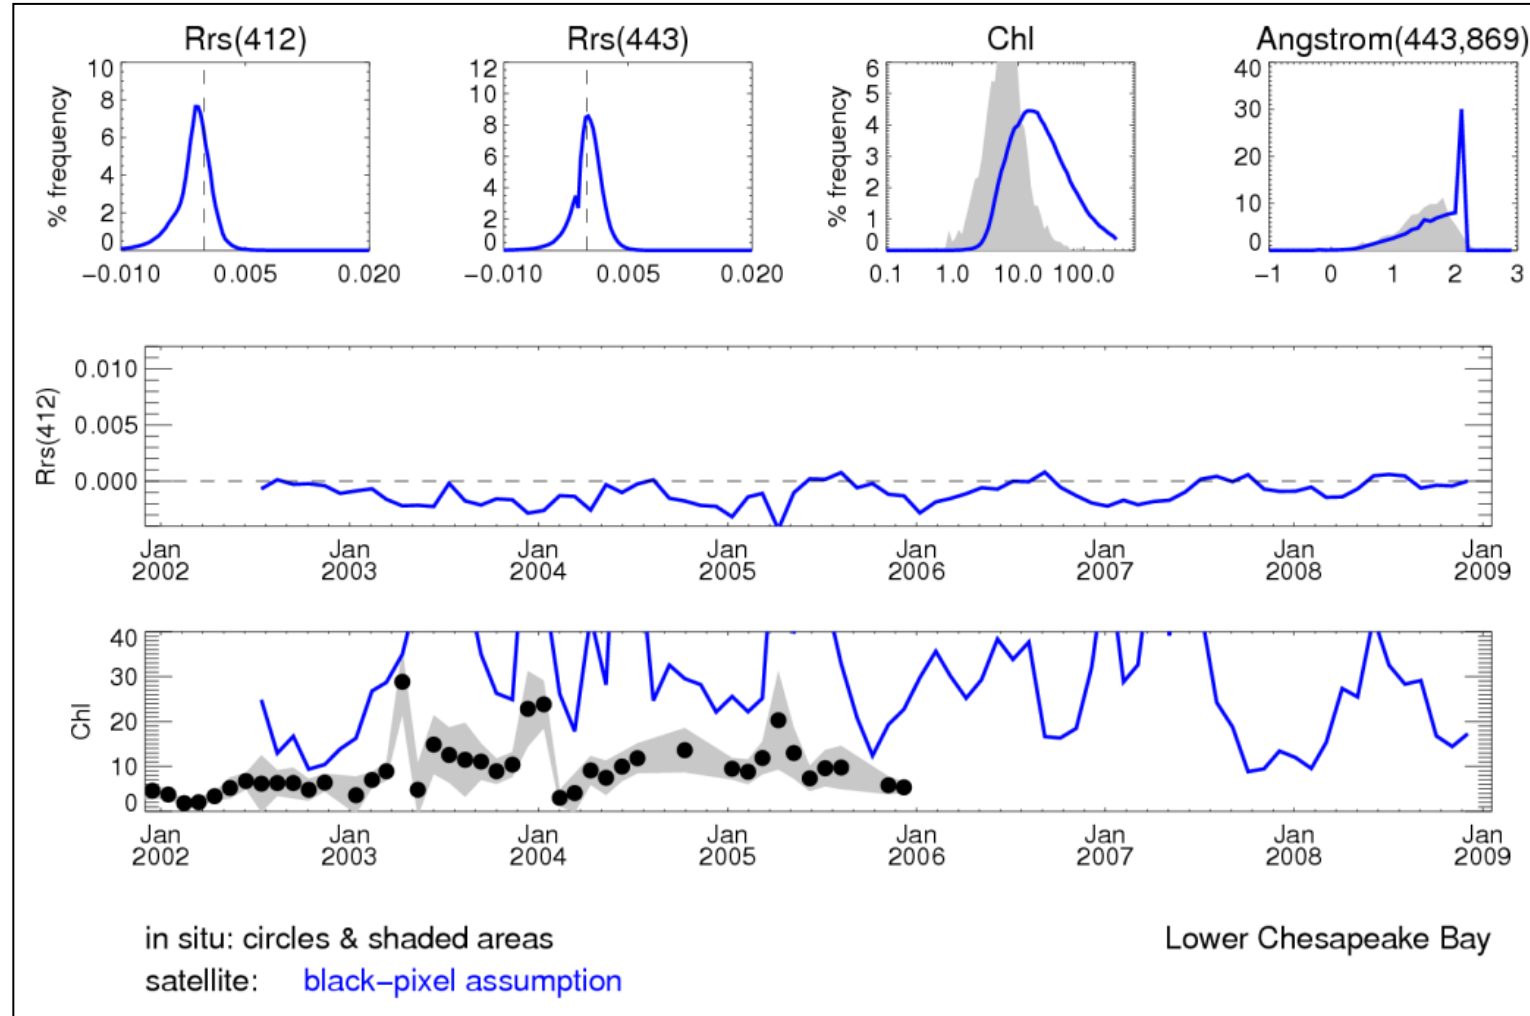 Rrs(412) Rrs(443) Chl Angstrom(443,869)
% frequency
10
8
6
4
2
0
−0.010 0.005 0.020
12
10
8
6
4
2
0
−0.010 0.005 0.020
% frequency
6
5
4
3
2
1
0
0.1 1.0 10.0 100.0
40
30
20
10
0
−1 0 1 2 3
Rrs(412)
0.010
0.005
0.000
Jan 2002 Jan 2003 Jan 2004 Jan 2005 Jan 2006 Jan 2007 Jan 2008 Jan 2009
Chl
40
30
20
10
0
Jan 2002 Jan 2003 Jan 2004 Jan 2005 Jan 2006 Jan 2007 Jan 2008 Jan 2009
in situ: circles & shaded areas Lower Chesapeake Bay
satellite: black−pixel assumption